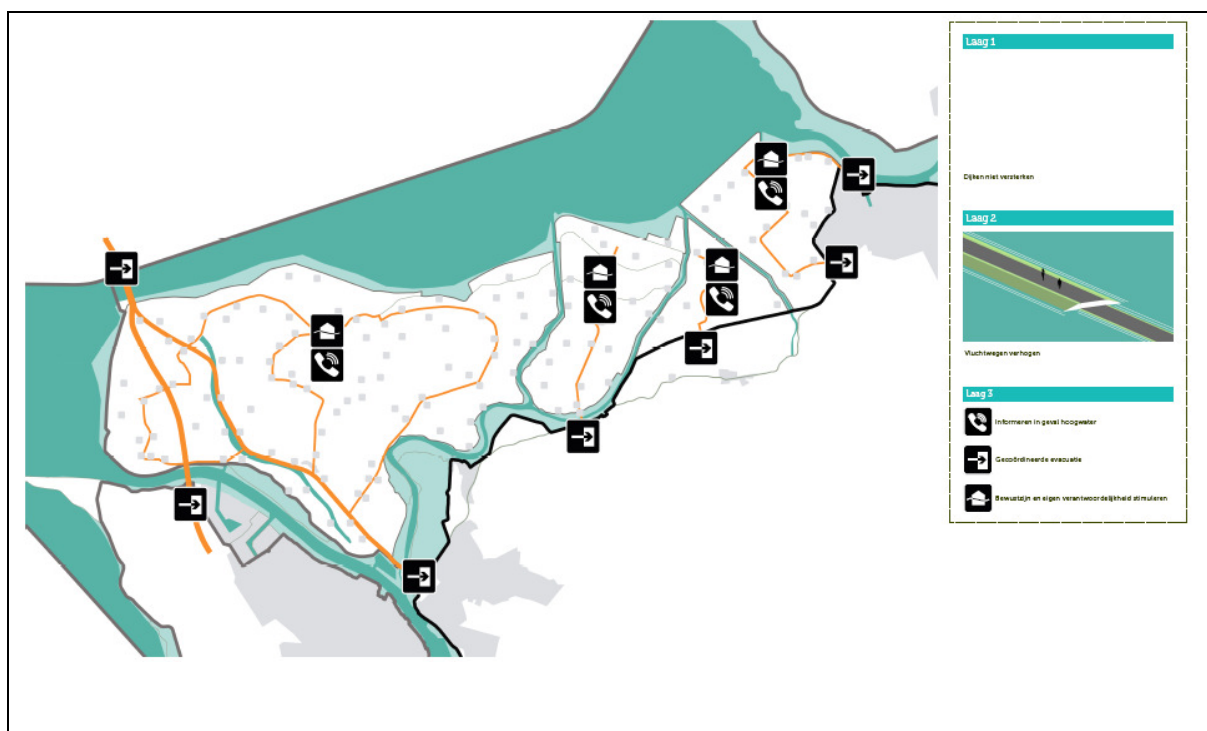 Laag 1
Dijken niet versterken
Laag 2
Vluchtwegen verhogen
Laag 3
Informeren in geval hoogwater
Gecoördineerde evacuatie
Bewustzijn en eigen verantwoordelijkheid stimuleren